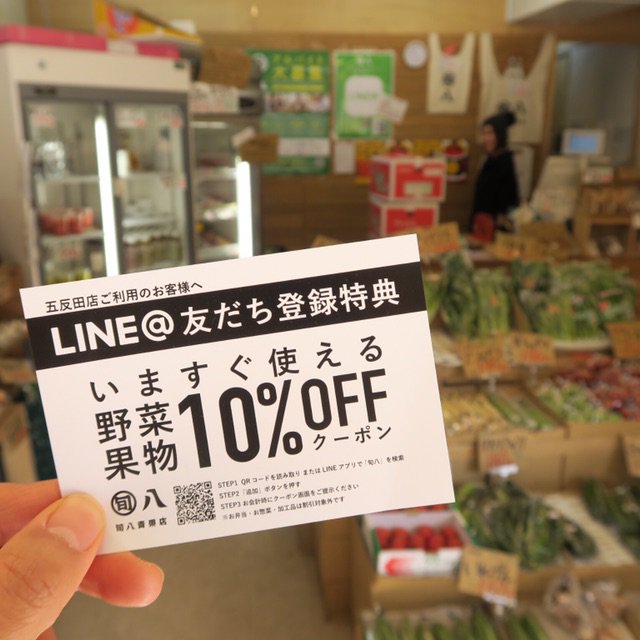 五反田店ご利用のお客様へ
LINE@友だち登録特典
いますぐ使える
野菜
果物
10%OFF
クーポン
STEP1 QRコードを読み取り またはLINEアプリで「旬八」を検索
STEP2「追加」ボタンを押す
STEP3 お会計時にクーポン画面をご提示ください
※お弁当・お惣菜・加工品は割引対象外です
旬八
旬八青果店